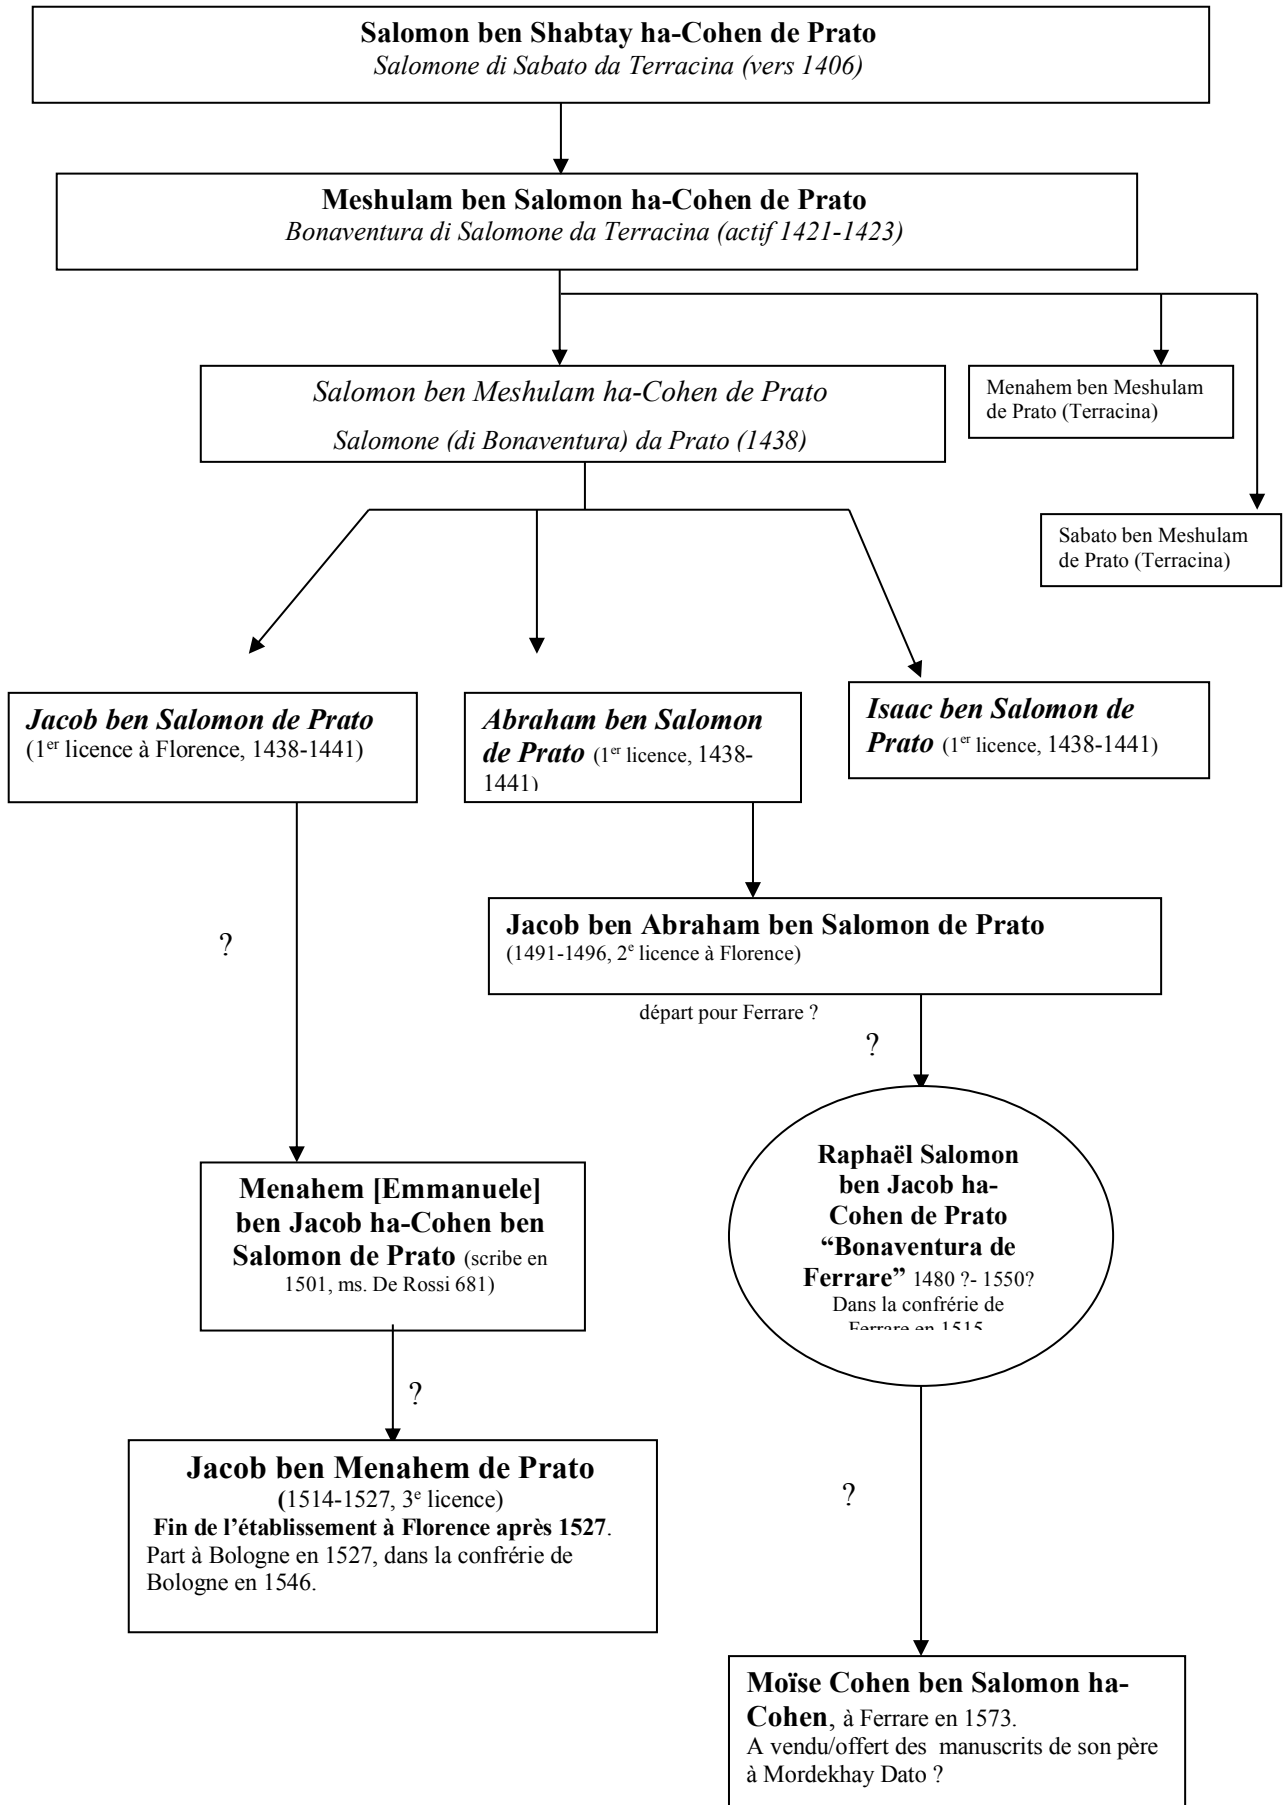 Salomon ben Shabtay ha-Cohen de Prato
Salomone di Sabato da Terracina (vers 1406)
Meshulam ben Salomon ha-Cohen de Prato
Bonaventura di Salomone da Terracina (actif 1421-1423)
Salomon ben Meshulam ha-Cohen de Prato
Salomone (di Bonaventura) da Prato (1438)
Menahem ben Meshulam
de Prato (Terracina)
Sabato ben Meshulam
de Prato (Terracina)
Jacob ben Salomon de Prato
(1er licence à Florence, 1438-1441)
Abraham ben Salomon
de Prato (1er licence, 1438-
1441)
Isaac ben Salomon de
Prato (1er licence, 1438-1441)
Jacob ben Abraham ben Salomon de Prato
(1491-1496, 2e licence à Florence)
?
départ pour Ferrare ?
?
Menahem [Emmanuele]
ben Jacob ha-Cohen ben
Salomon de Prato (scribe en
1501, ms. De Rossi 681)
Raphaël Salomon
ben Jacob ha-
Cohen de Prato
“Bonaventura de
Ferrare” 1480 ?- 1550?
Dans la confrérie de
Ferrare en 1515
?
Jacob ben Menahem de Prato
(1514-1527, 3e licence)
Fin de l’établissement à Florence après 1527.
Part à Bologne en 1527, dans la confrérie de
Bologne en 1546.
?
Moïse Cohen ben Salomon ha-
Cohen, à Ferrare en 1573.
A vendu/offert des manuscrits de son père
à Mordekhay Dato ?